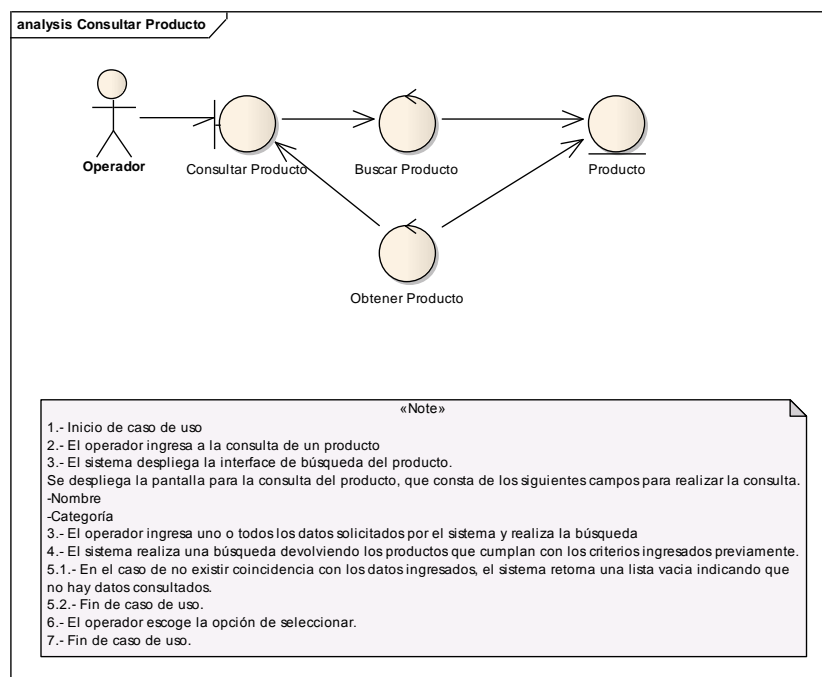 analysis Consultar Producto
Operador
Consultar Producto
Buscar Producto
Producto
Obtener Producto
«Note»
1.- Inicio de caso de uso
2.- El operador ingresa a la consulta de un producto
3.- El sistema despliega la interface de búsqueda del producto.
Se despliega la pantalla para la consulta del producto, que consta de los siguientes campos para realizar la consulta.
-Nombre
-Categoría
3.- El operador ingresa uno o todos los datos solicitados por el sistema y realiza la búsqueda
4.- El sistema realiza una búsqueda devolviendo los productos que cumplan con los criterios ingresados previamente.
5.1.- En el caso de no existir coincidencia con los datos ingresados, el sistema retorna una lista vacia indicando que
no hay datos consultados.
5.2.- Fin de caso de uso.
6.- El operador escoge la opción de seleccionar.
7.- Fin de caso de uso.